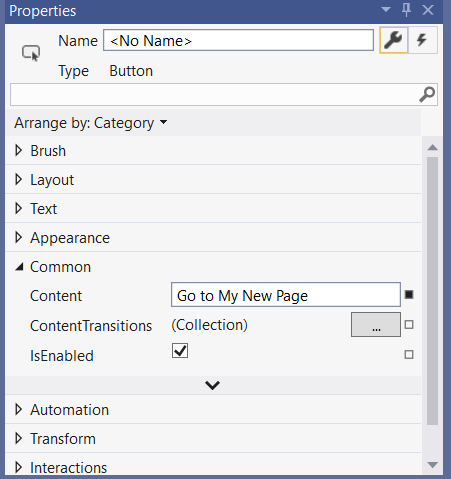 Properties
Name <No Name>
Type Button
Arrange by: Category
Brush
Layout
Text
Appearance
Common
Content Go to My New Page
ContentTransitions (Collection) ...
IsEnabled
Automation
Transform
Interactions